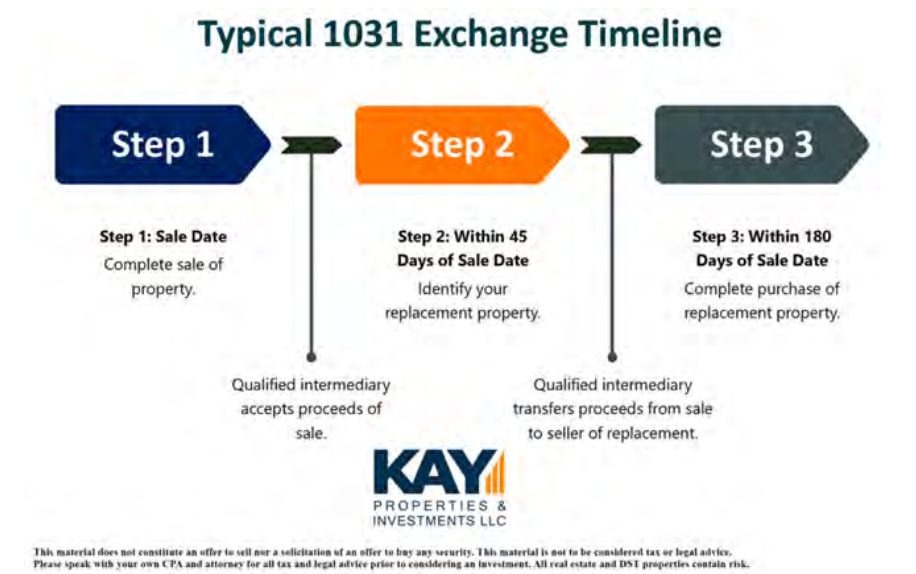 Typical 1031 Exchange Timeline
Step 1
Step 2
Step 3
Step 1: Sale Date
Complete sale of
property.
Step 2: Within 45
Days of Sale Date
Identify your
replacement property.
Step 3: Within 180
Days of Sale Date
Complete purchase of
replacement property.
Qualified intermediary
accepts proceeds of
sale.
Qualified intermediary
transfers proceeds from sale
to seller of replacement.
KAY
PROPERTIES &
INVESTMENTS LLC
This material does not constitute an offer to sell nor a solicitation of an offer to buy any security. This material is not to be considered tax or legal advice.
Please speak with your own CPA and attorney for all tax and legal advice prior to considering an investment. All real estate and DST properties contain risk.